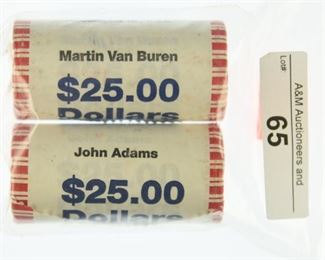 Martin Van Buren
$25.00
Dollars
John Adams
$25.00
Dollars
Lot#
A&M Auctioneers and
65